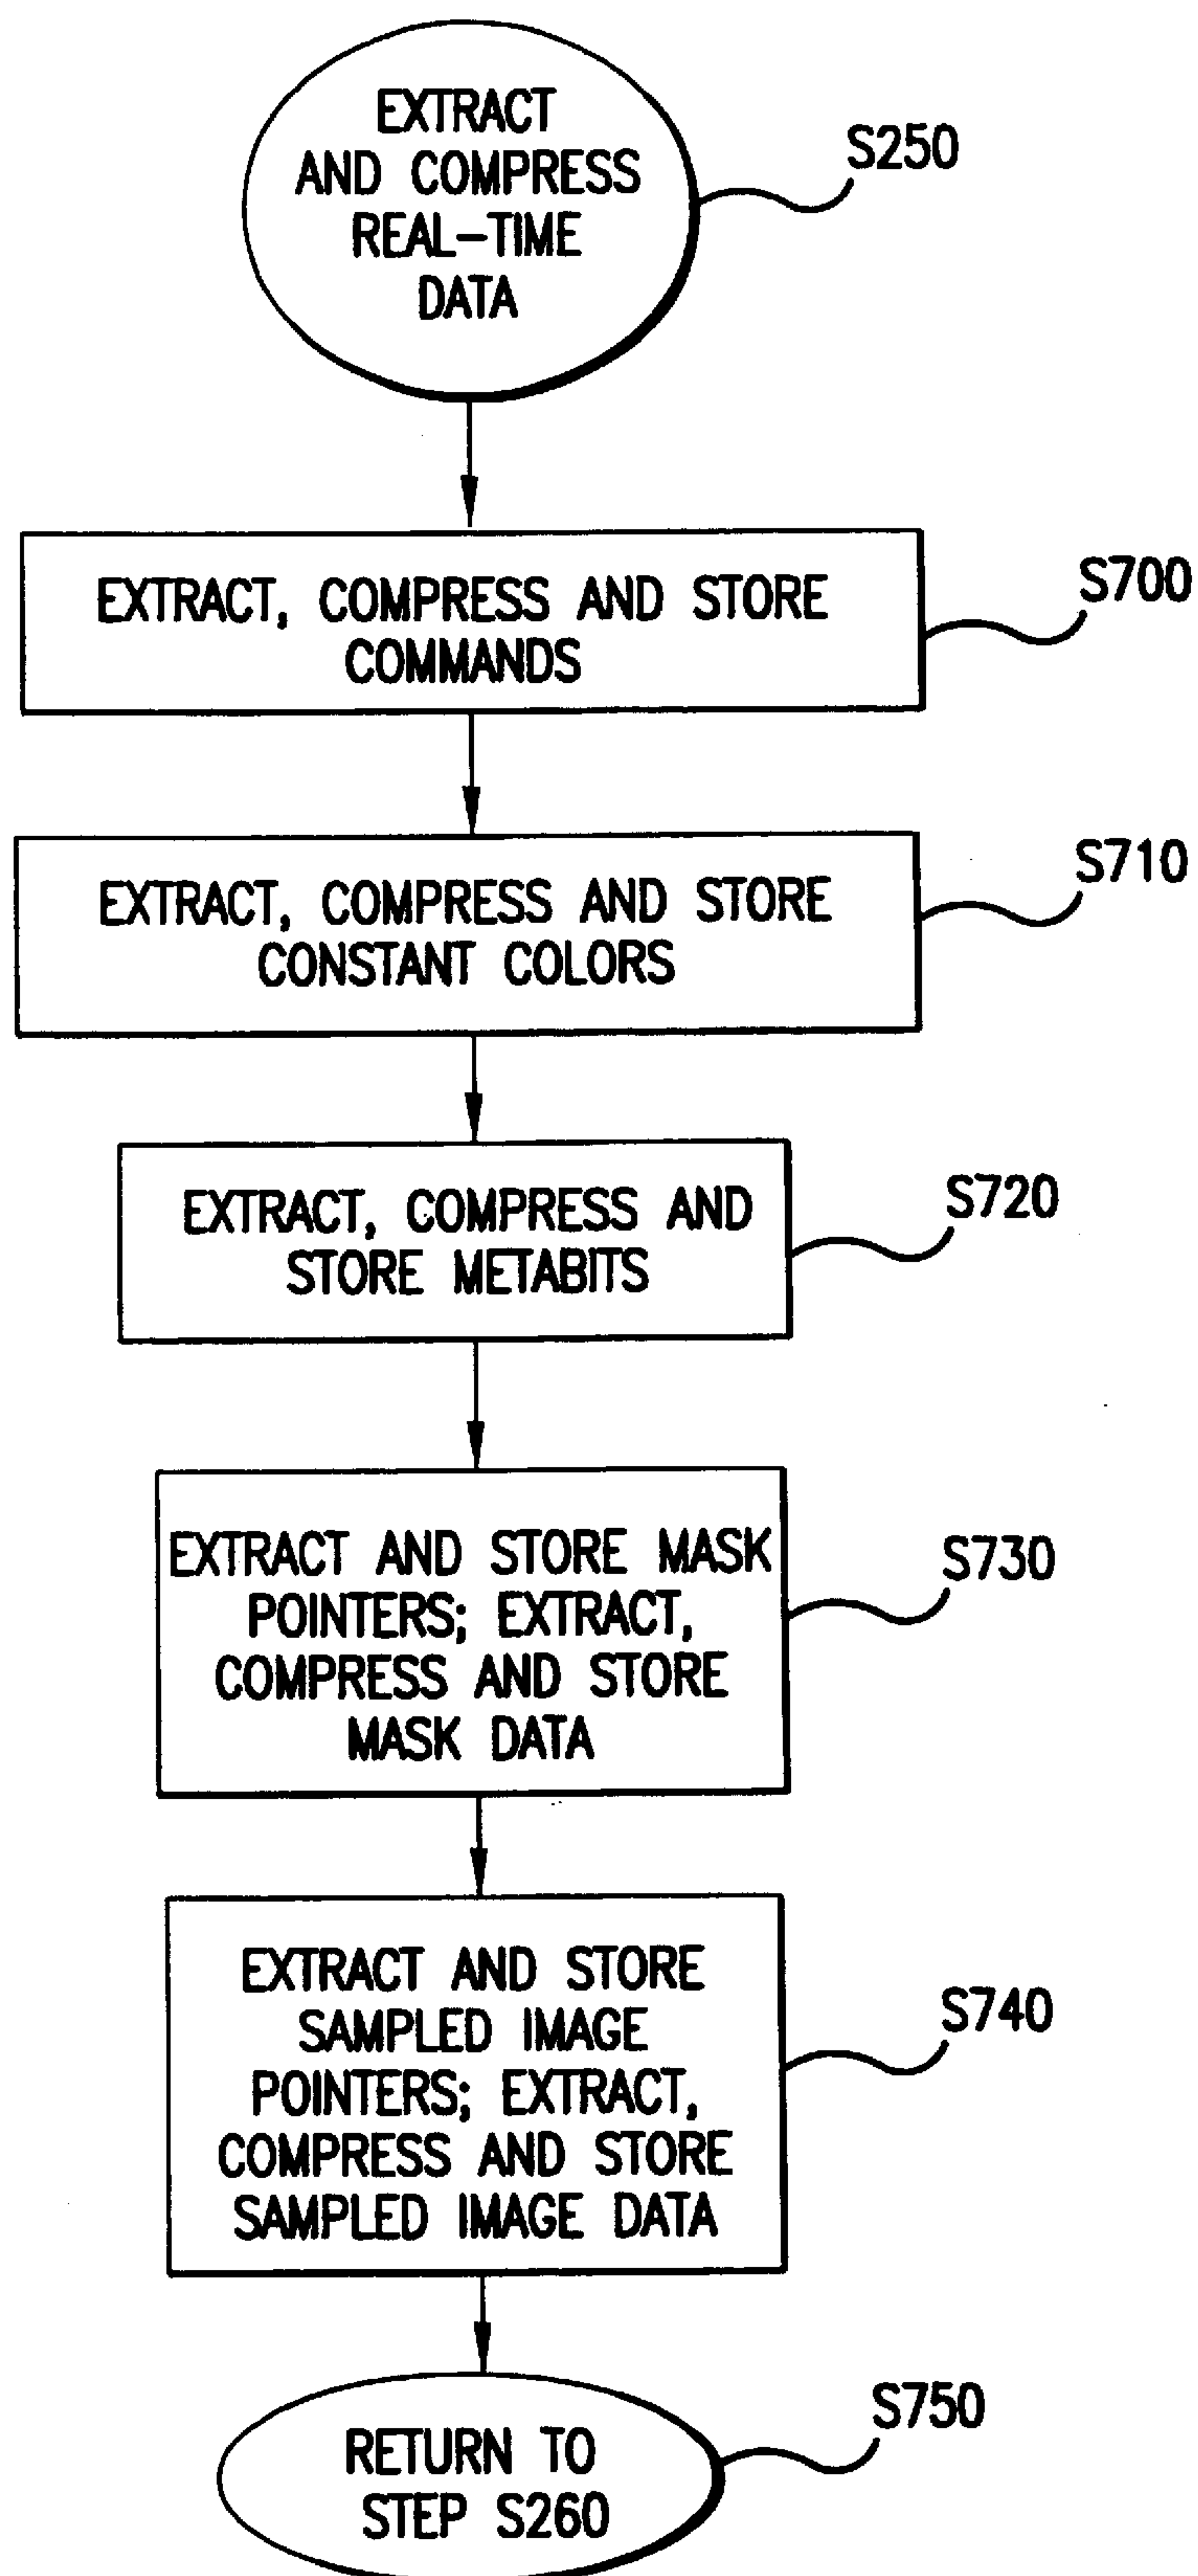 EXTRACT
AND COMPRESS
REAL-TIME
DATA
S250
EXTRACT, COMPRESS AND STORE
COMMANDS
S700
EXTRACT, COMPRESS AND STORE
CONSTANT COLORS
S710
EXTRACT, COMPRESS AND
STORE METABITS
S720
EXTRACT AND STORE MASK
POINTERS; EXTRACT,
COMPRESS AND STORE
MASK DATA
S730
EXTRACT AND STORE
SAMPLED IMAGE
POINTERS; EXTRACT,
COMPRESS AND STORE
SAMPLED IMAGE DATA
S740
RETURN TO
STEP S260
S750